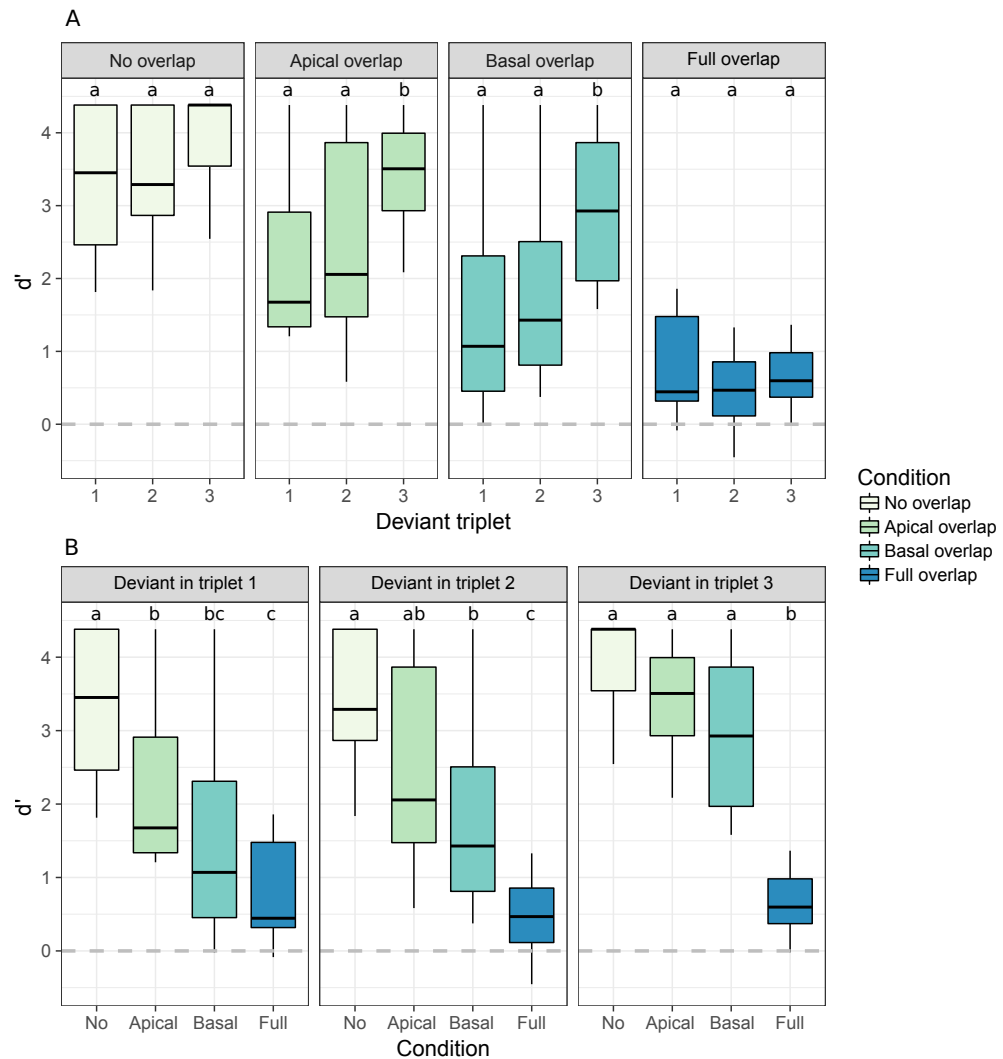 A
No overlap Apical overlap Basal overlap Full overlap
a a a a a b a a b a a a
4
3
2
1
0
d'
1 2 3 1 2 3 1 2 3 1 2 3
Deviant triplet
Condition
No overlap
Apical overlap
Basal overlap
Full overlap
B
Deviant in triplet 1 Deviant in triplet 2 Deviant in triplet 3
a b bc c a ab b c a a a b
4
3
2
1
0
d'
No Apical Basal Full No Apical Basal Full No Apical Basal Full
Condition